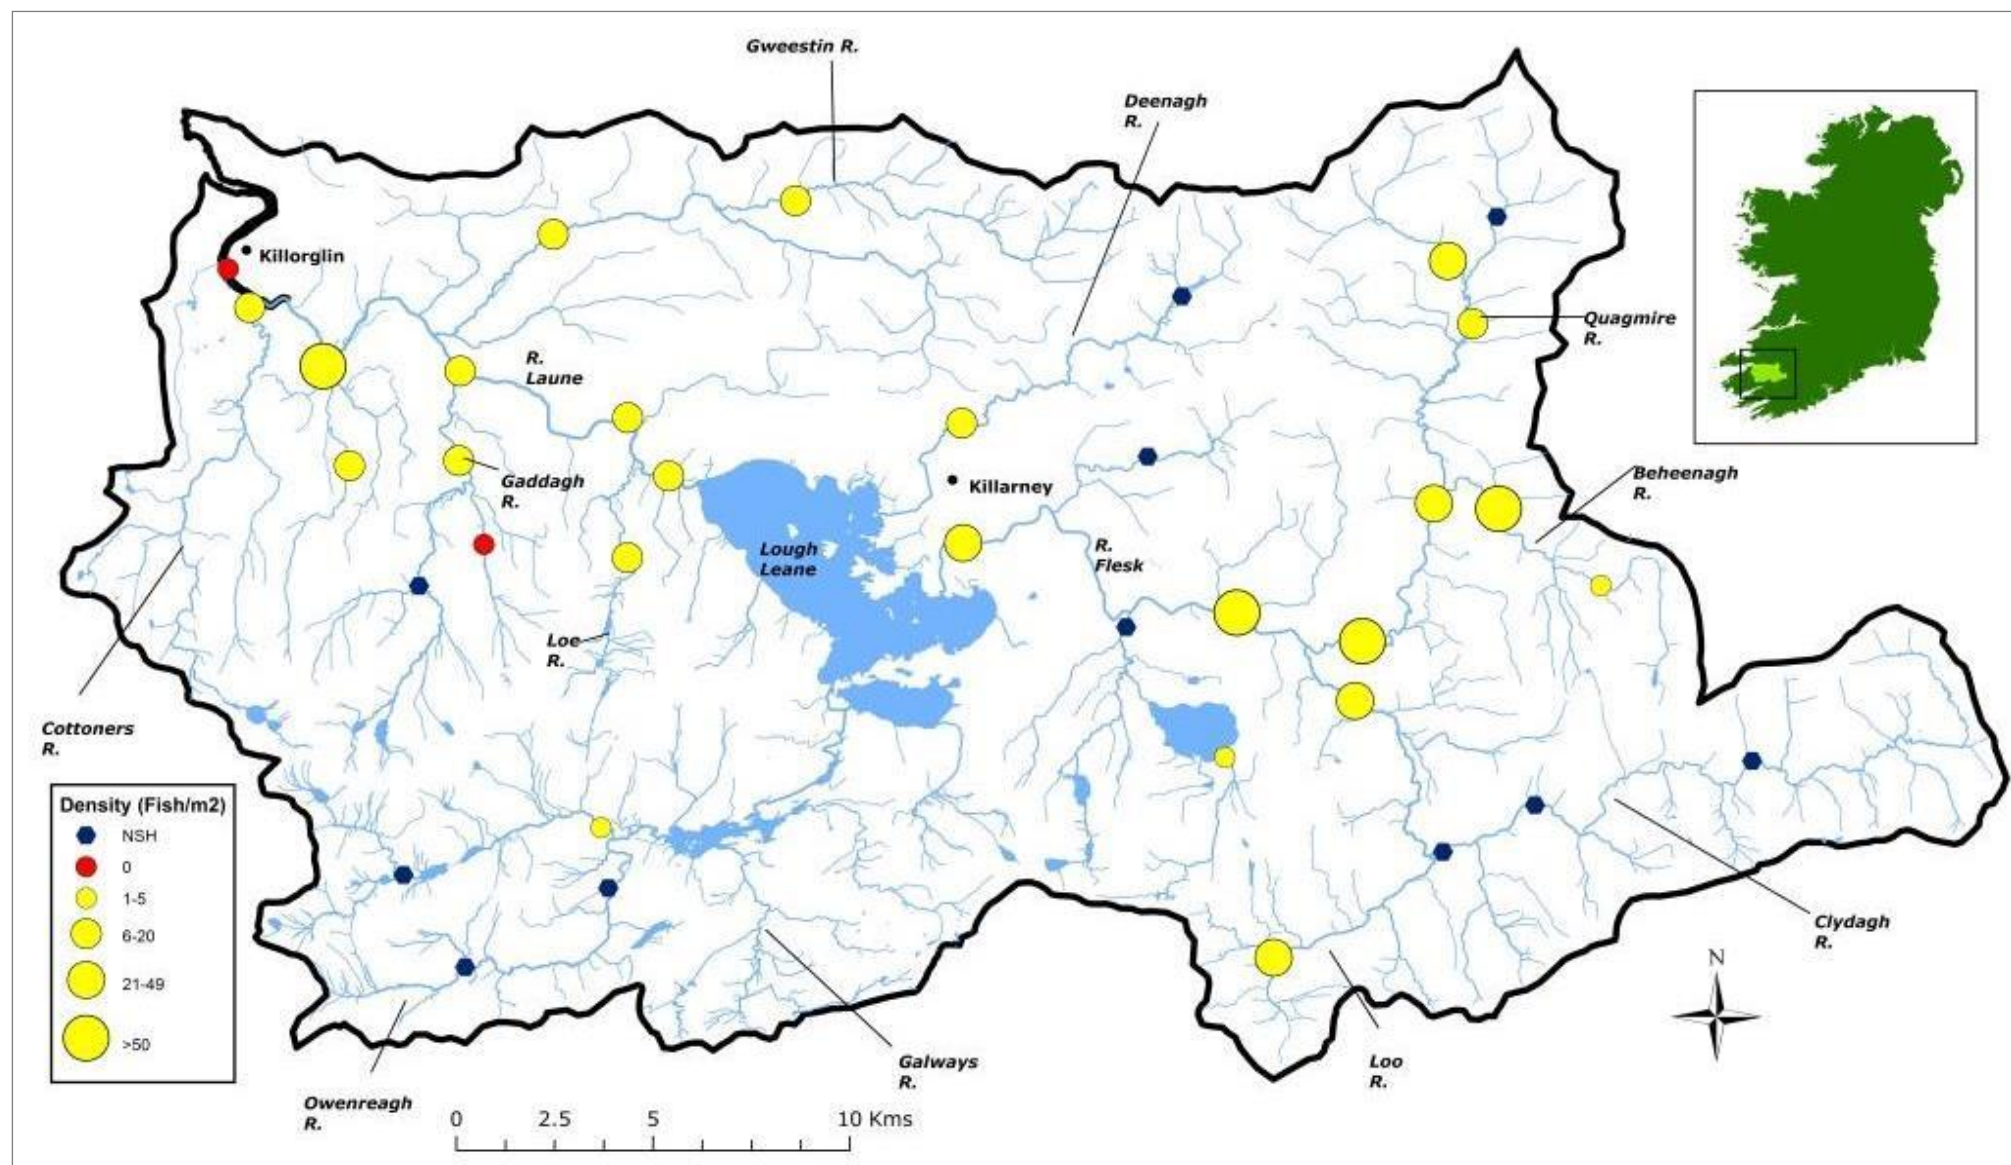 Gweestin R.
Deenagh
R.
Killorglin
Quagmire
R.
R.
Laune
Gaddagh
R.
Killarney
Beheenagh
R.
Lough
Leane
R.
Flesk
Loe
R.
Cottoners
R.
Density (Fish/m2)
NSH
0
1-5
6-20
21-49
>50
Clydagh
R.
N
Galways
R.
Loo
R.
Owenreagh
R.
0 2.5 5 10 Kms